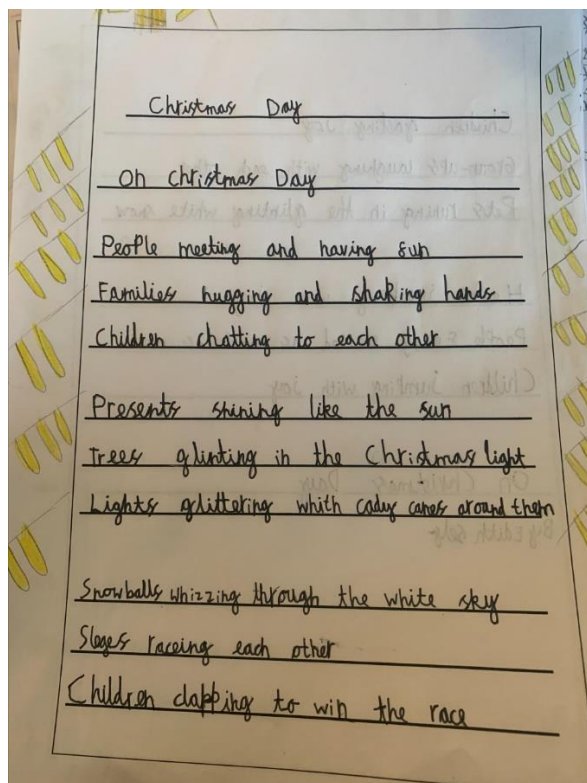 Christmas Day
On christmas Day
People meeting and having fun
Families hugging and shaking hands
Children chatting to each other
Presents shining like the sun
Trees glinting in the Christmas light
Lights glittering whith cady canes around them
Snowballs whizzing through the white sky
Sleges raceing each other
Children clapping to win the race